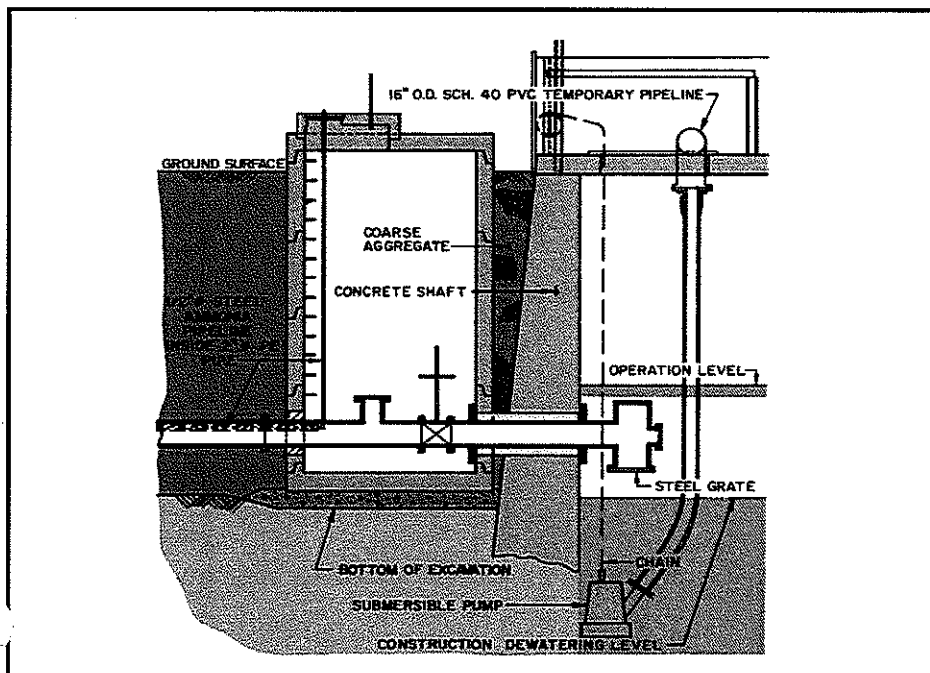 16" O.D. SCH. 40 PVC TEMPORARY PIPELINE
GROUND SURFACE
COARSE
AGGREGATE
CONCRETE SHAFT
PIPELINE
OPERATION LEVEL
STEEL GRATE
CHAIN
BOTTOM OF EXCAVATION
SUBMERSIBLE PUMP
CONSTRUCTION DEWATERING LEVEL